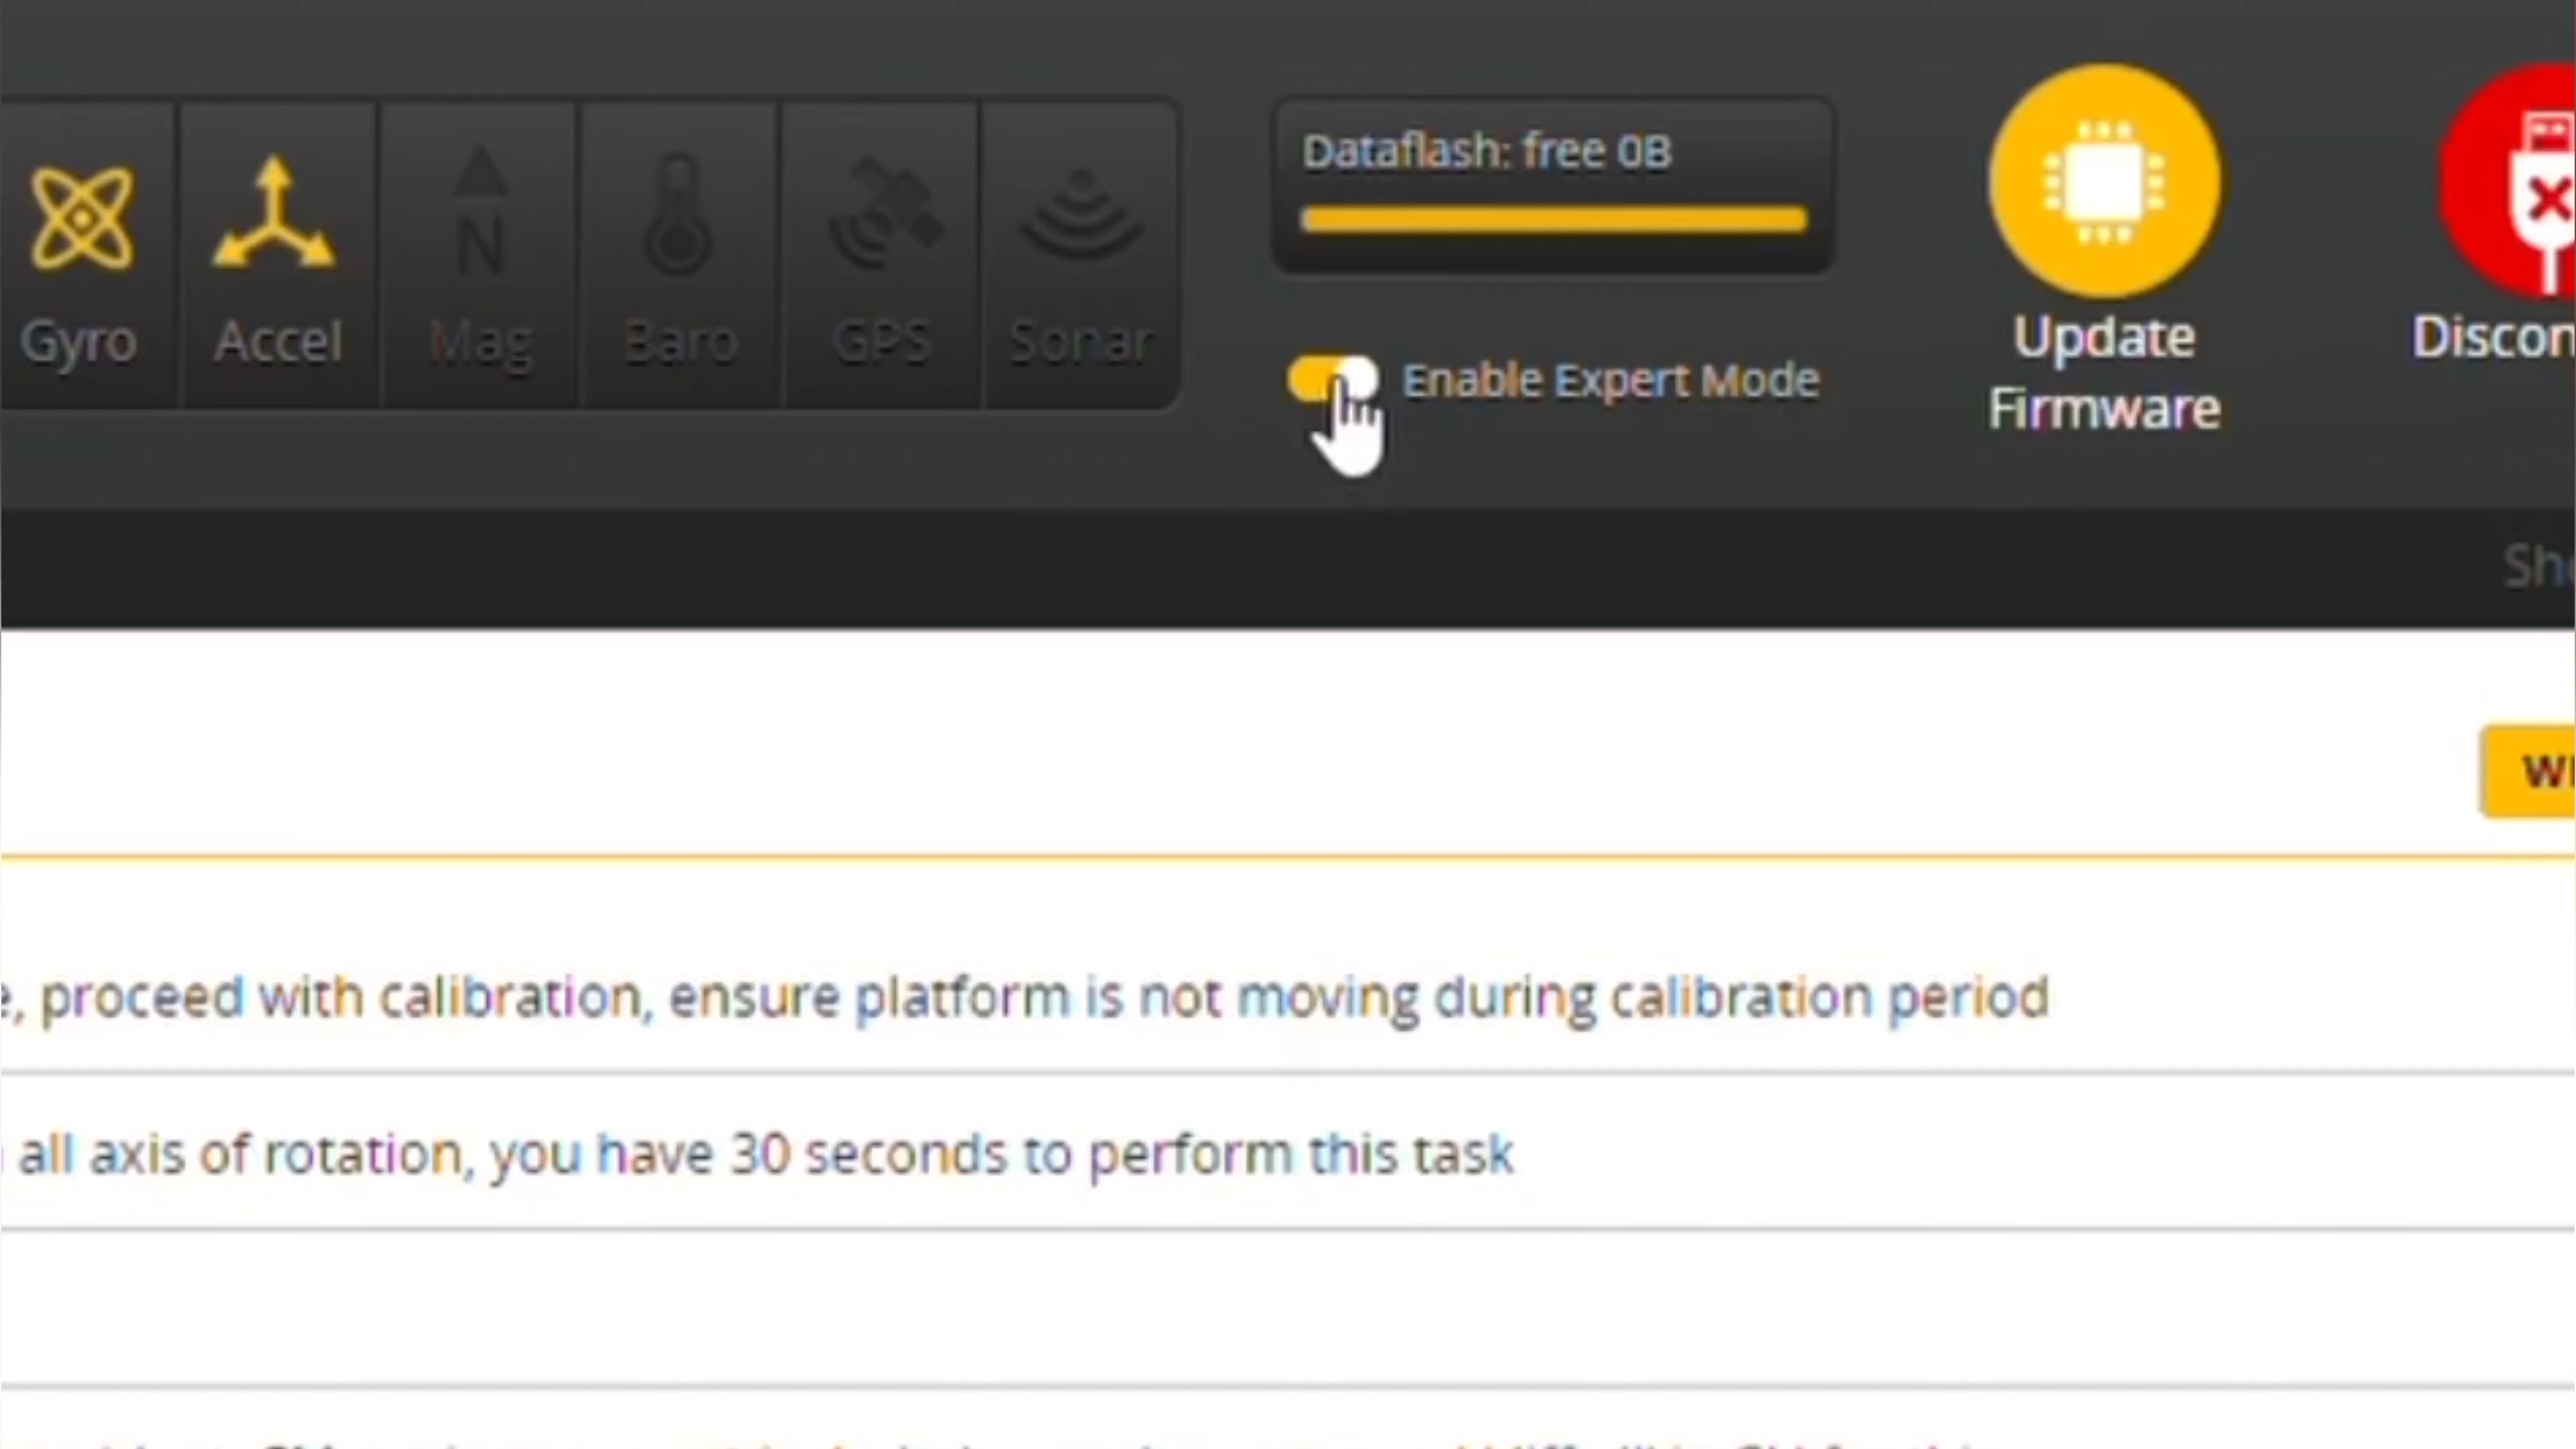 Dataflash: free 0B
N
Gyro Accel Mag Baro GPS Sonar
Enable Expert Mode
Update
Firmware
Discon
Sh
W
e, proceed with calibration, ensure platform is not moving during calibration period
all axis of rotation, you have 30 seconds to perform this task